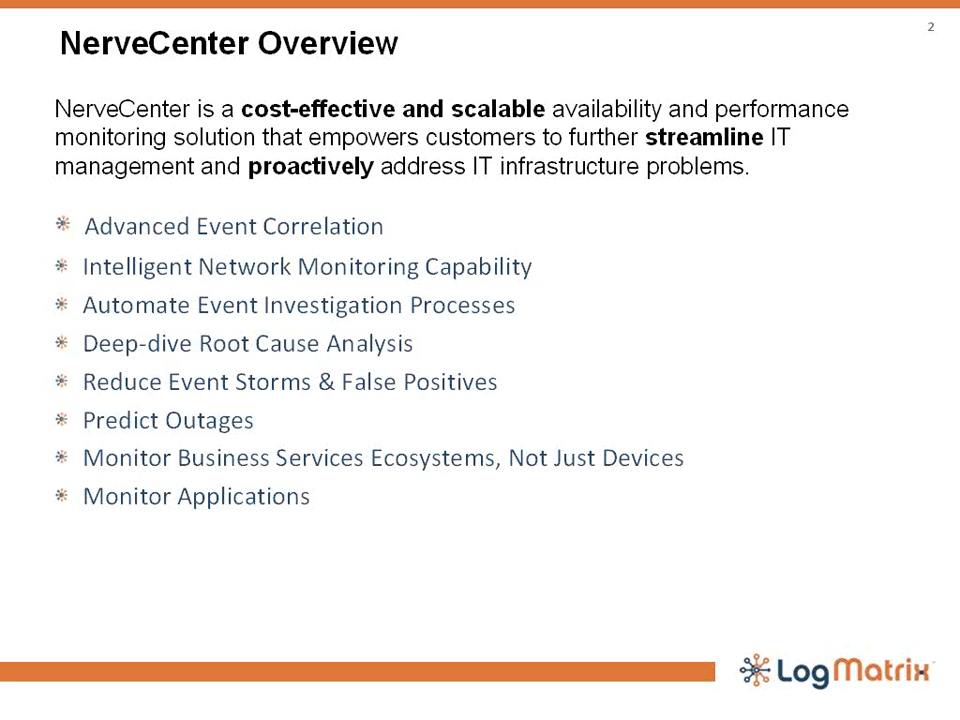 2
NerveCenter Overview
NerveCenter is a cost-effective and scalable availability and performance
monitoring solution that empowers customers to further streamline IT
management and proactively address IT infrastructure problems.
Advanced Event Correlation
Intelligent Network Monitoring Capability
Automate Event Investigation Processes
Deep-dive Root Cause Analysis
Reduce Event Storms & False Positives
Predict Outages
Monitor Business Services Ecosystems, Not Just Devices
Monitor Applications
LogMatrix